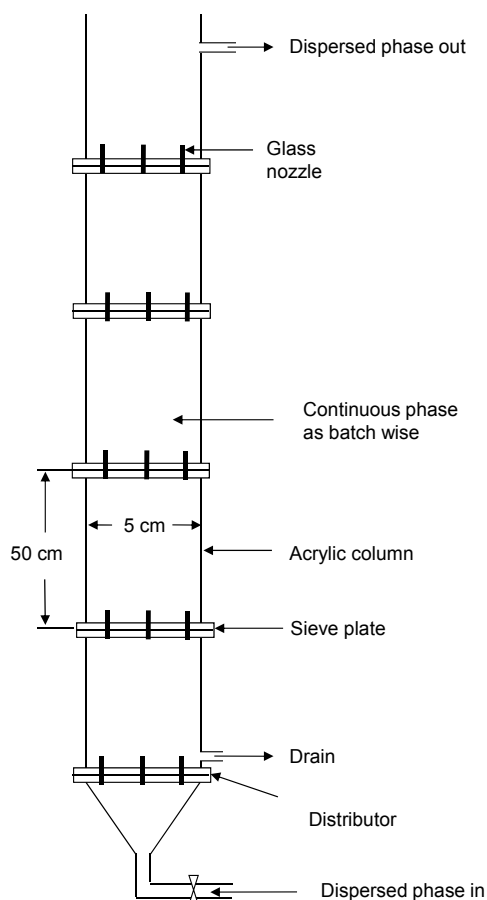 Dispersed phase out
Glass
nozzle
Continuous phase
as batch wise
5 cm
50 cm
Acrylic column
Sieve plate
Drain
Distributor
Dispersed phase in